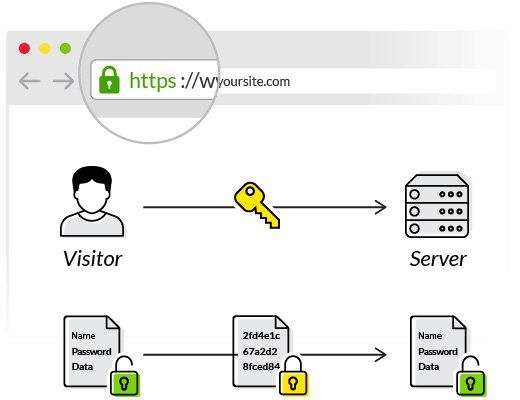 https://wyoursite.com
Visitor
Server
Name
Password
Data
2fd4e1c
67a2d2
8fced84
Name
Password
Data